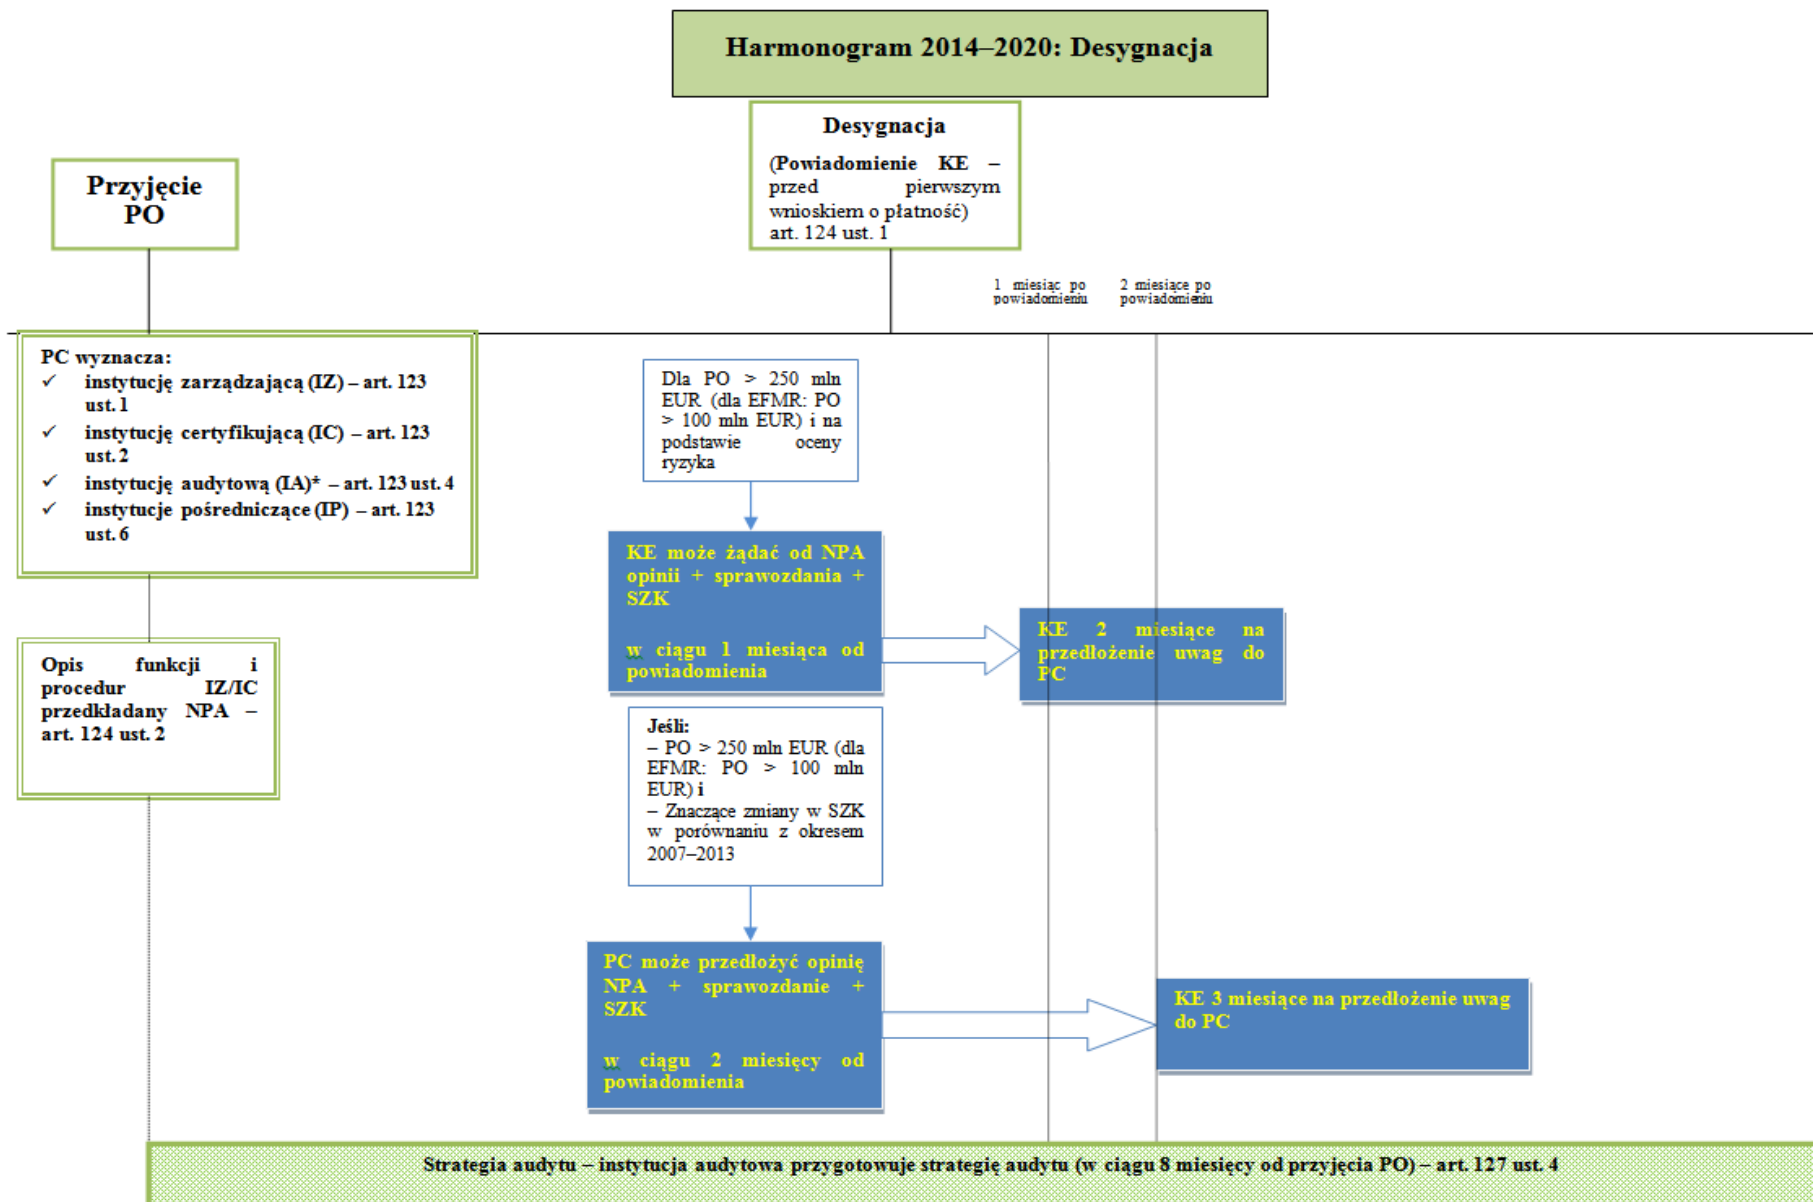 Harmonogram 2014–2020: Desygnacja
Desygnacja
(Powiadomienie KE –
przed pierwszym
wnioskiem o płatność)
art. 124 ust. 1
Przyjęcie
PO
1 miesiąc po
powiadomieniu
2 miesiące po
powiadomieniu
PC wyznacza:
✓ instytucję zarządzającą (IZ) – art. 123
ust. 1
✓ instytucję certyfikującą (IC) – art. 123
ust. 2
✓ instytucję audytową (IA)* – art. 123 ust. 4
✓ instytucje pośredniczące (IP) – art. 123
ust. 6
Opis funkcji i
procedur IZ/IC
przedkładany NPA –
art. 124 ust. 2
Dla PO > 250 mln
EUR (dla EFMR: PO
> 100 mln EUR) i na
podstawie oceny
ryzyka
KE może żądać od NPA
opinii + sprawozdania +
SZK
w ciągu 1 miesiąca od
powiadomienia
KE 2 miesiące na
przedłożenie uwag do
PC
Jeśli:
– PO > 250 mln EUR (dla
EFMR: PO > 100 mln
EUR) i
– Znaczące zmiany w SZK
w porównaniu z okresem
2007–2013
PC może przedłożyć opinię
NPA + sprawozdanie +
SZK
w ciągu 2 miesięcy od
powiadomienia
KE 3 miesiące na przedłożenie uwag
do PC
Strategia audytu – instytucja audytowa przygotowuje strategię audytu (w ciągu 8 miesięcy od przyjęcia PO) – art. 127 ust. 4